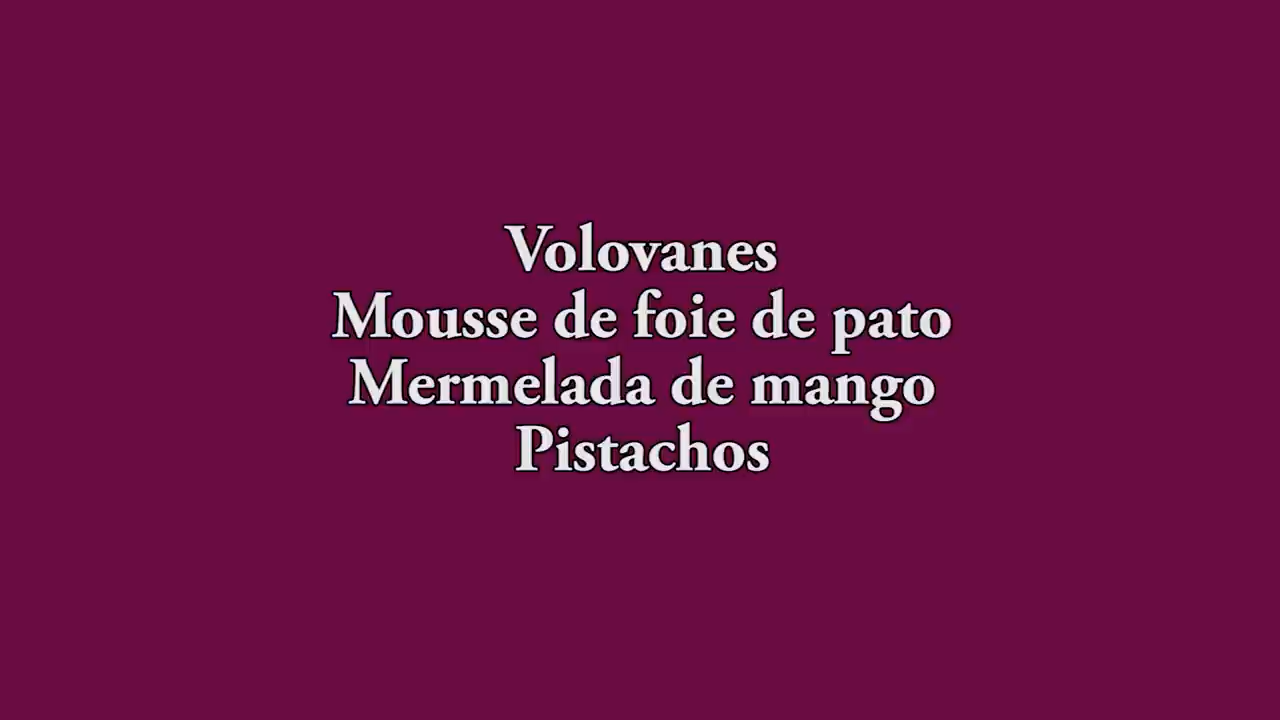 Volovanes
Mousse de foie de pato
Mermelada de mango
Pistachos